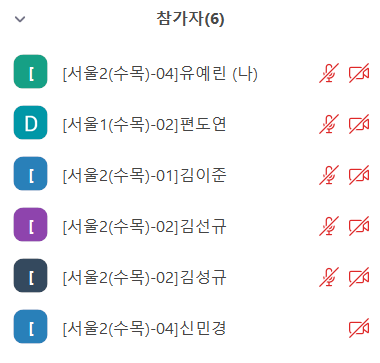 참가자(6)
[ [서울2(수목)-04]유예린 (나)
D [서울1(수목)-02]편도연
[ [서울2(수목)-01]김이준
[ [서울2(수목)-02]김선규
[ [서울2(수목)-02]김성규
[ [서울2(수목)-04]신민경